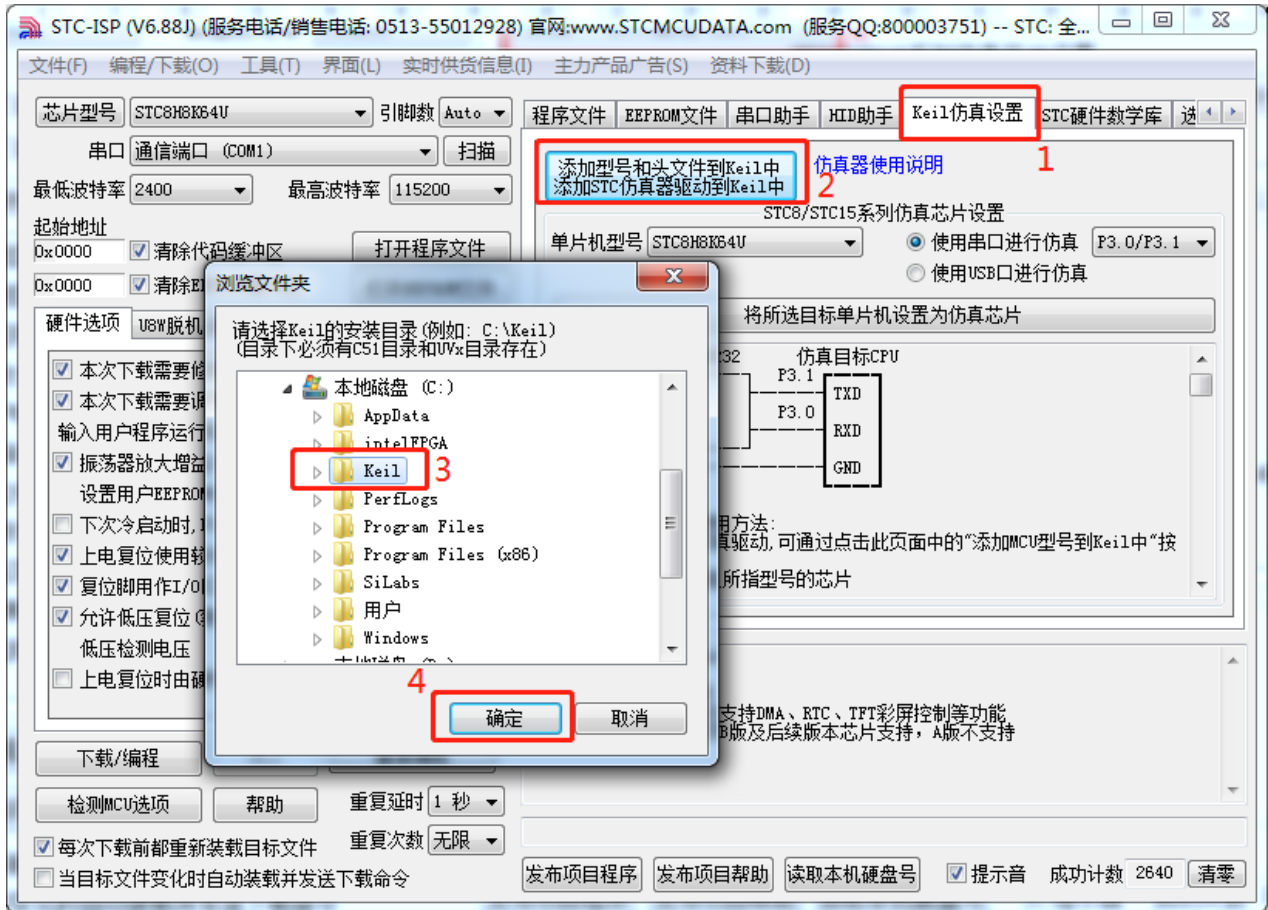 STC-ISP (V6.88J) (服务电话/销售电话: 0513-55012928) 官网:www.STCMCUDATA.com (服务QQ:800003751) -- STC: 全...
文件(F) 编程/下载(O) 工具(T) 界面(L) 实时供货信息(I) 主力产品广告(S) 资料下载(D)
芯片型号 STC8H8K64U 引脚数 Auto
串口 通信端口 (COM1) 扫描
最低波特率 2400 最高波特率 115200
起始地址
0x0000 清除代码缓冲区 打开程序文件
0x0000 清除
硬件选项 U8W脱机
本次下载需要
本次下载需要
输入用户程序运行
振荡器放大增益
设置用户EEPROM
下次冷启动时,
上电复位使用较
复位脚用作I/O
允许低压复位
低压检测电压
上电复位时由硬
下载/编程
检测MCU选项 帮助 重复延时 1 秒
重复次数 无限
每次下载前都重新装载目标文件
当目标文件变化时自动装载并发送下载命令
程序文件 EEPROM文件 串口助手 HID助手 Keil仿真设置 STC硬件数学库 选
1
添加型号和头文件到Keil中
添加STC仿真器驱动到Keil中
2
仿真器使用说明
STC8/STC15系列仿真芯片设置
单片机型号 STC8H8K64U 使用串口进行仿真 P3.0/P3.1
使用USB口进行仿真
将所选目标单片机设置为仿真芯片
232 仿真目标CPU
P3.1 TXD
P3.0 RXD
GND
用方法:
真驱动,可通过点击此页面中的"添加MCU型号到Keil中"按
所指型号的芯片
支持DMA、RTC、TFT彩屏控制等功能
B版及后续版本芯片支持，A版不支持
发布项目程序 发布项目帮助 读取本机硬盘号 提示音 成功计数 2640 清零
浏览文件夹
请选择Keil的安装目录(例如: C:\Keil)
(目录下必须有C51目录和UVx目录存在)
本地磁盘 (C:)
AppData
intelFPGA
Keil
3
PerfLogs
Program Files
Program Files (x86)
SiLabs
用户
Windows
4
确定 取消